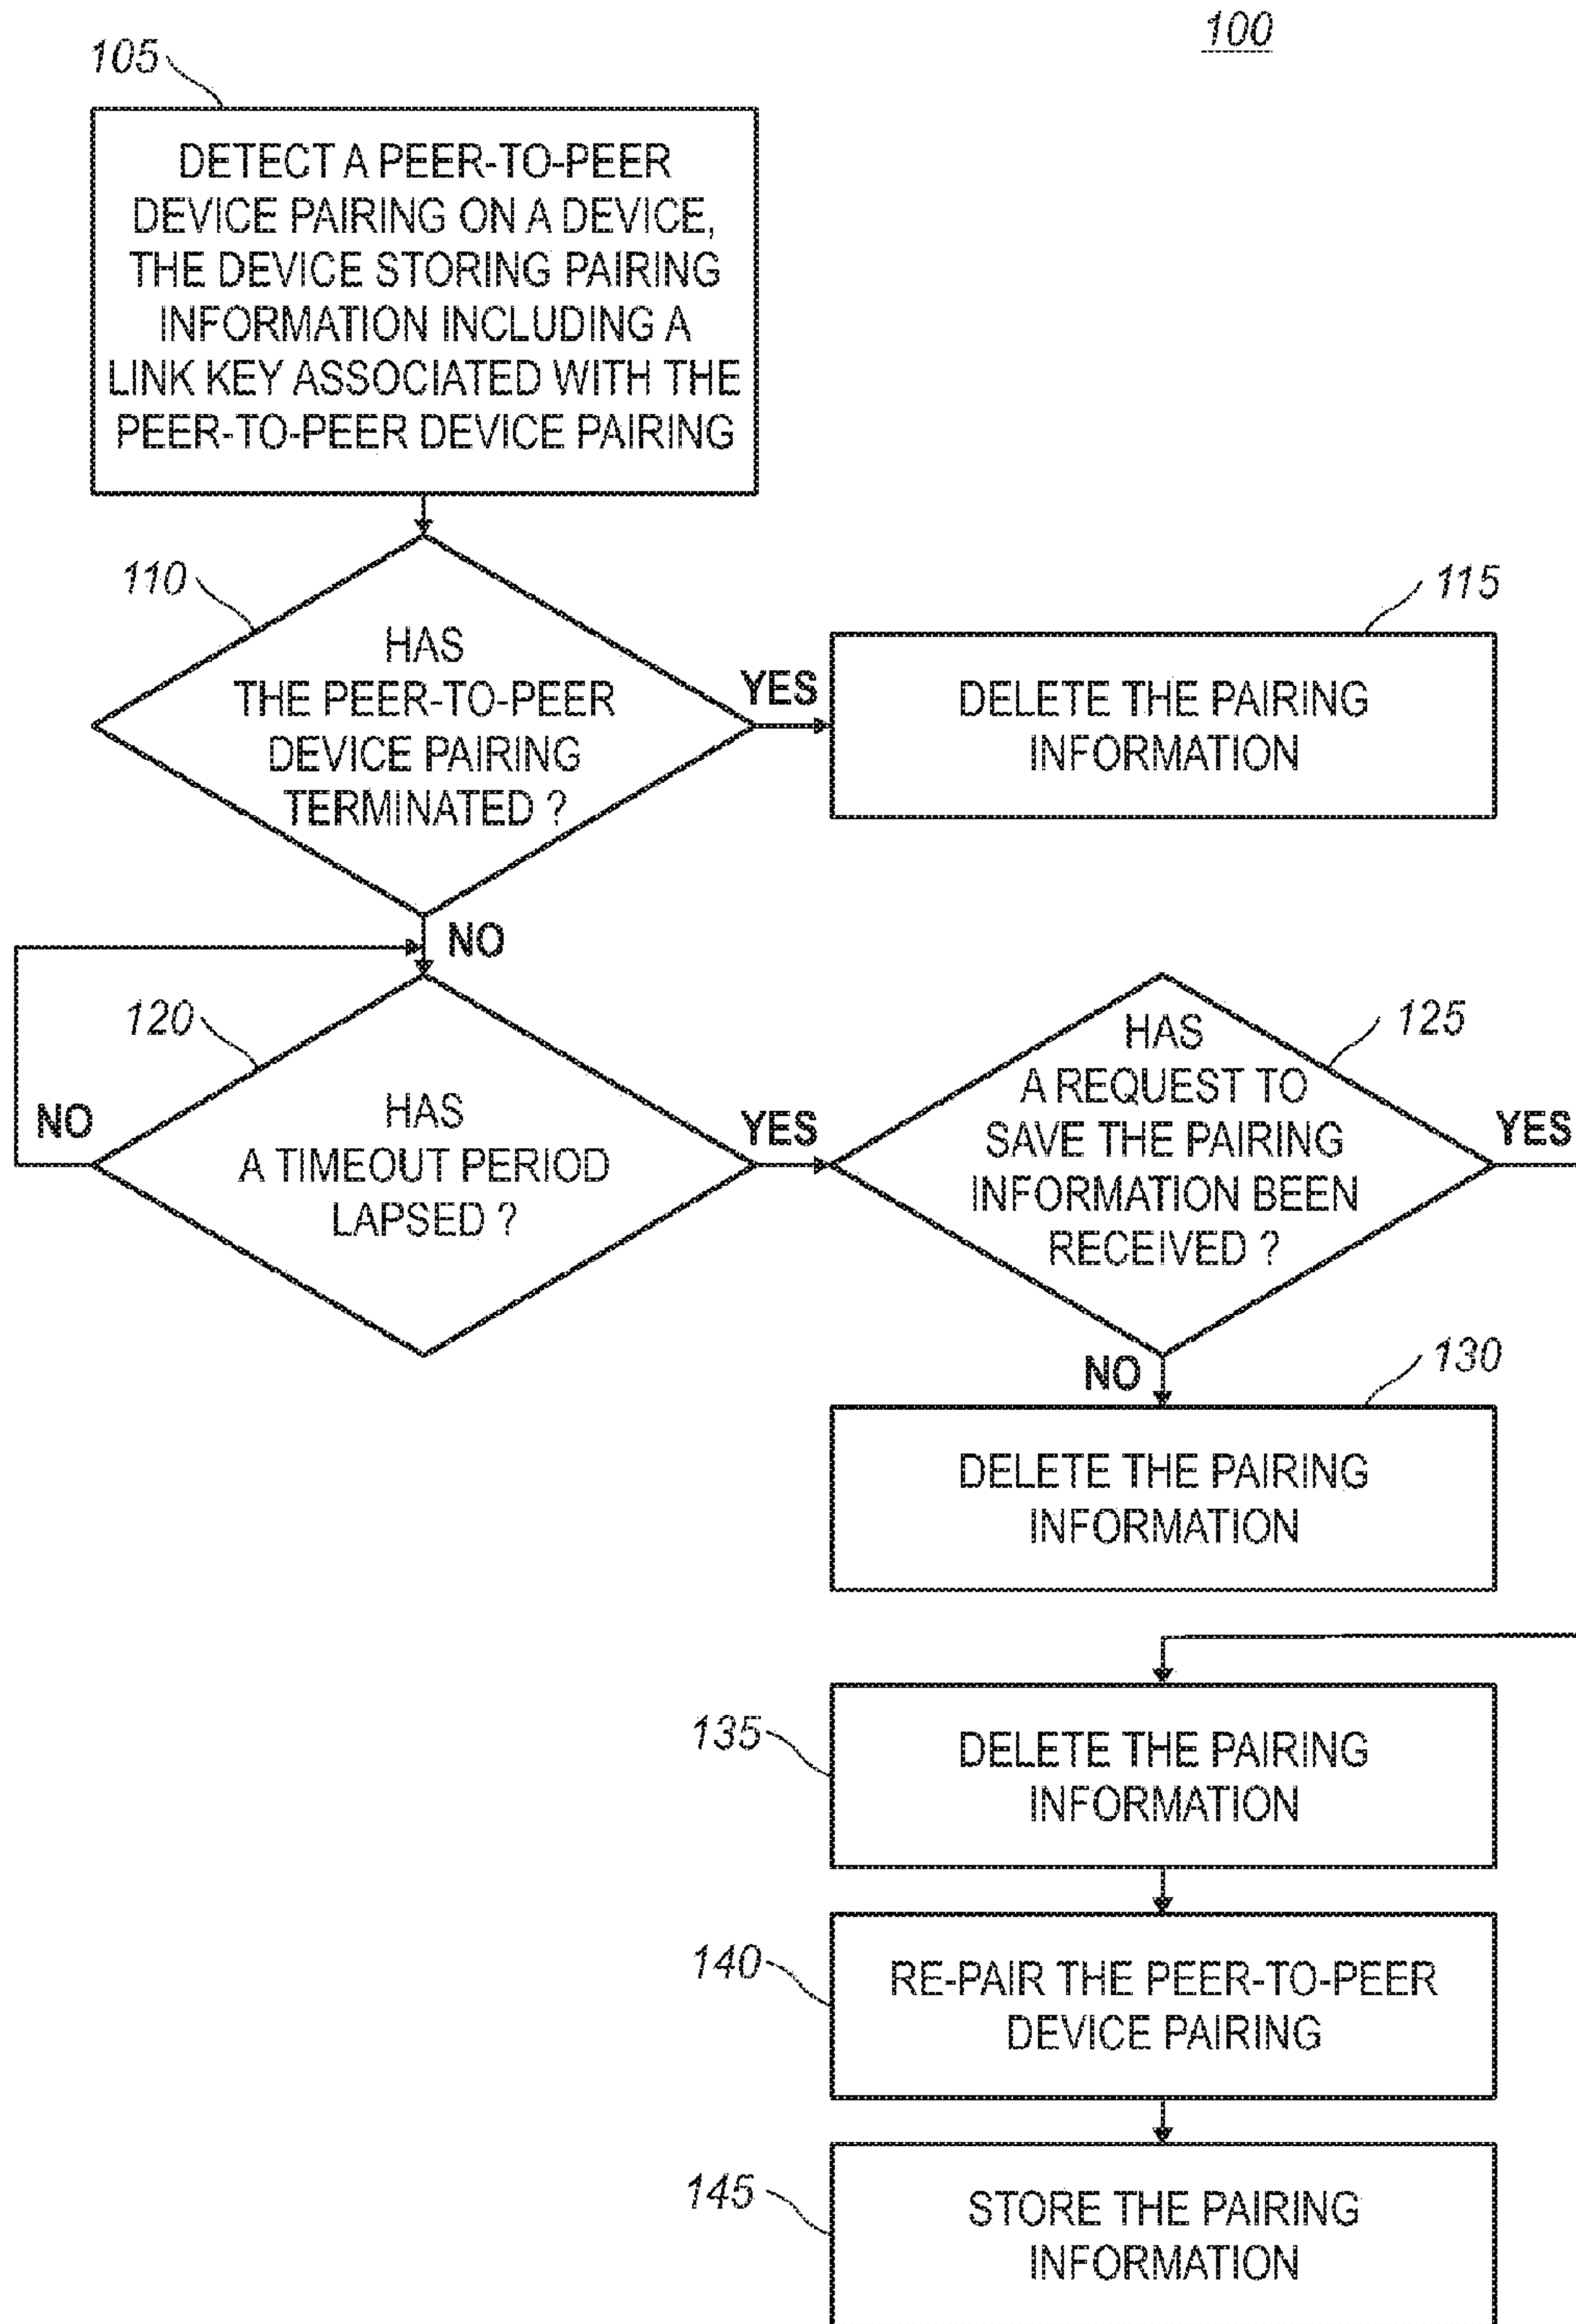 100
105
DETECT A PEER-TO-PEER
DEVICE PAIRING ON A DEVICE,
THE DEVICE STORING PAIRING
INFORMATION INCLUDING A
LINK KEY ASSOCIATED WITH THE
PEER-TO-PEER DEVICE PAIRING
110
HAS
THE PEER-TO-PEER
DEVICE PAIRING
TERMINATED ?
YES
115
DELETE THE PAIRING
INFORMATION
NO
120
HAS
A TIMEOUT PERIOD
LAPSED ?
NO
YES
125
HAS
A REQUEST TO
SAVE THE PAIRING
INFORMATION BEEN
RECEIVED ?
YES
NO
130
DELETE THE PAIRING
INFORMATION
135
DELETE THE PAIRING
INFORMATION
140
RE-PAIR THE PEER-TO-PEER
DEVICE PAIRING
145
STORE THE PAIRING
INFORMATION